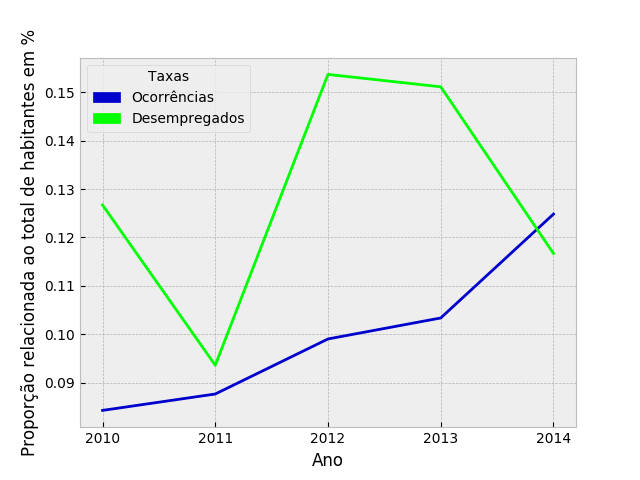 Proporção relacionada ao total de habitantes em %
Taxas
Ocorrências
Desempregados
0.15
0.14
0.13
0.12
0.11
0.10
0.09
2010 2011 2012 2013 2014
Ano